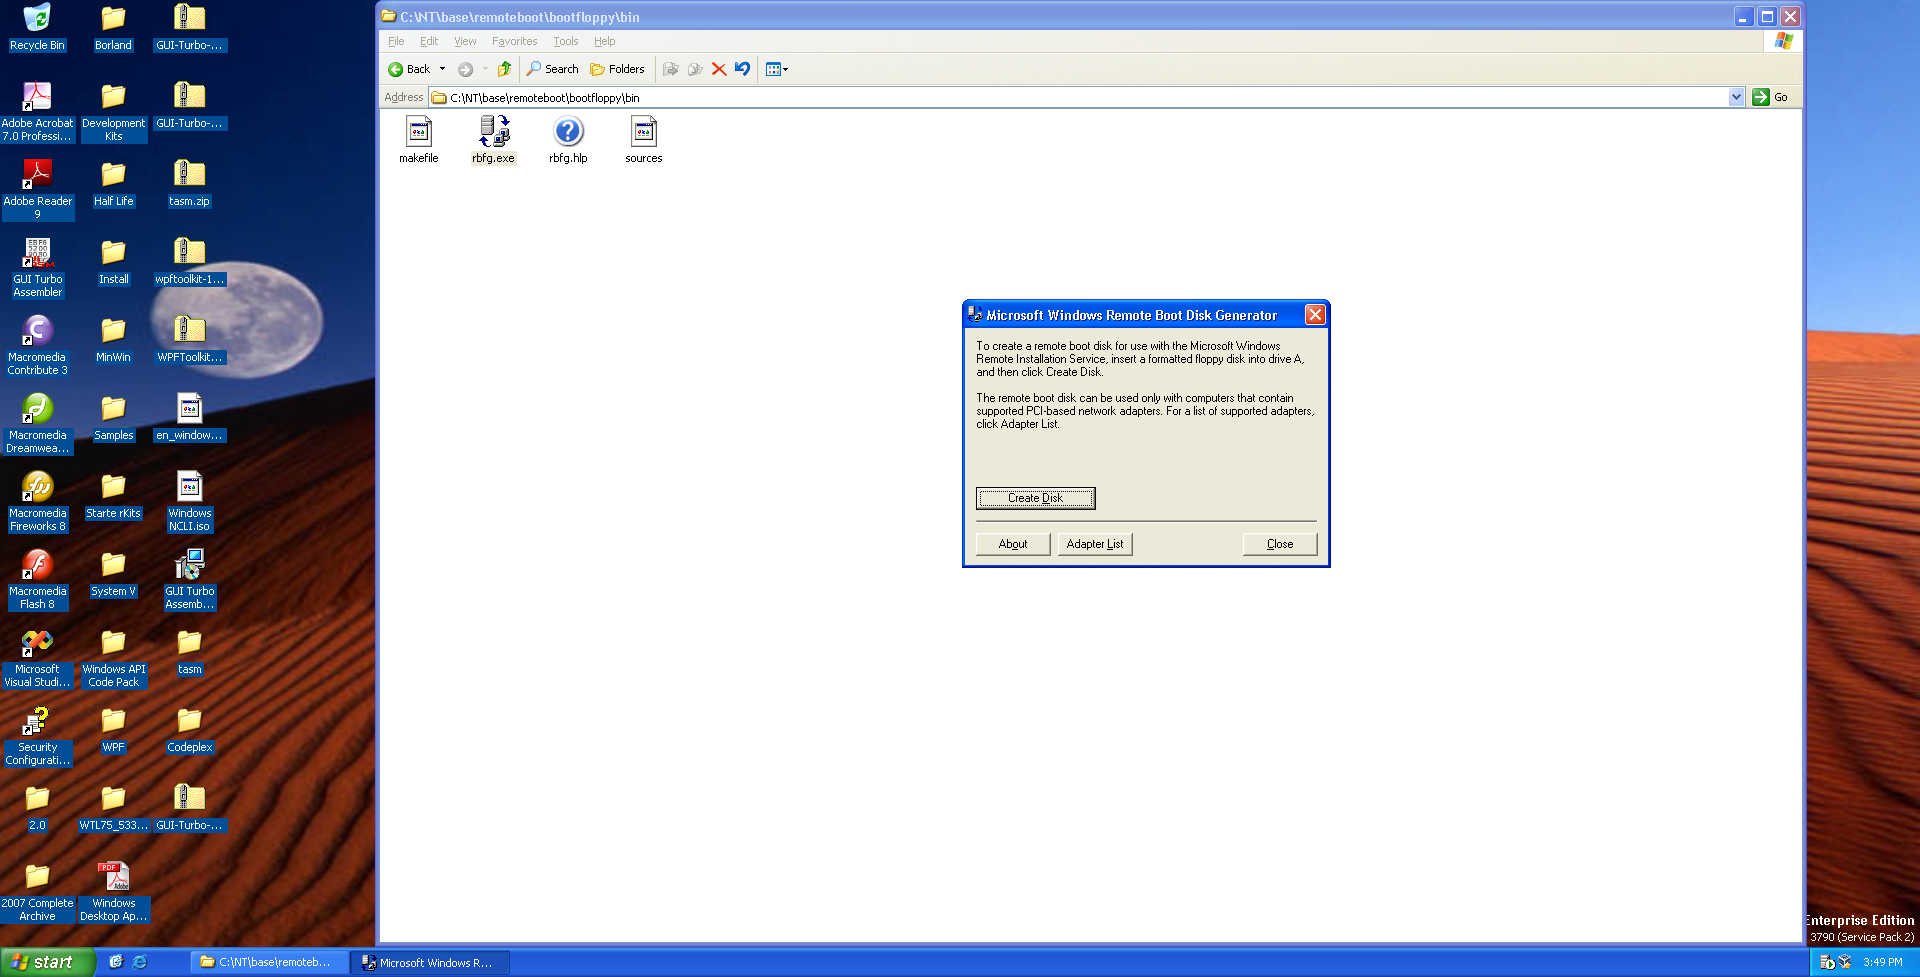 Recycle Bin
Borland
GUI-Turbo-...
Adobe Acrobat
7.0 Professi...
Development
Kits
GUI-Turbo-...
Adobe Reader
9
Half Life
tasm.zip
GUI Turbo
Assembler
Install
wpftoolkit-1...
Macromedia
Contribute 3
MinWin
WPFToolkit...
Macromedia
Dreamwea...
Samples
en_window...
Macromedia
Fireworks 8
Starte rKits
Windows
NCLI.iso
Macromedia
Flash 8
System V
GUI Turbo
Assemb...
Microsoft
Visual Studi...
Windows API
Code Pack
tasm
Security
Configurati...
WPF
Codeplex
2.0
WTL75_533...
GUI-Turbo-...
2007 Complete
Archive
PDF
Adobe
Windows
Desktop Ap...
C:\NT\base\remoteboot\bootfloppy\bin
File Edit View Favorites Tools Help
Back Search Folders
Address C:\NT\base\remoteboot\bootfloppy\bin Go
makefile rbfg.exe rbfg.hlp sources
Microsoft Windows Remote Boot Disk Generator
To create a remote boot disk for use with the Microsoft Windows
Remote Installation Service, insert a formatted floppy disk into drive A,
and then click Create Disk.
The remote boot disk can be used only with computers that contain
supported PCI-based network adapters. For a list of supported adapters,
click Adapter List.
Create Disk
About Adapter List Close
Enterprise Edition
3790 (Service Pack 2)
start C:\NT\base\remoteb... Microsoft Windows R... 3:49 PM